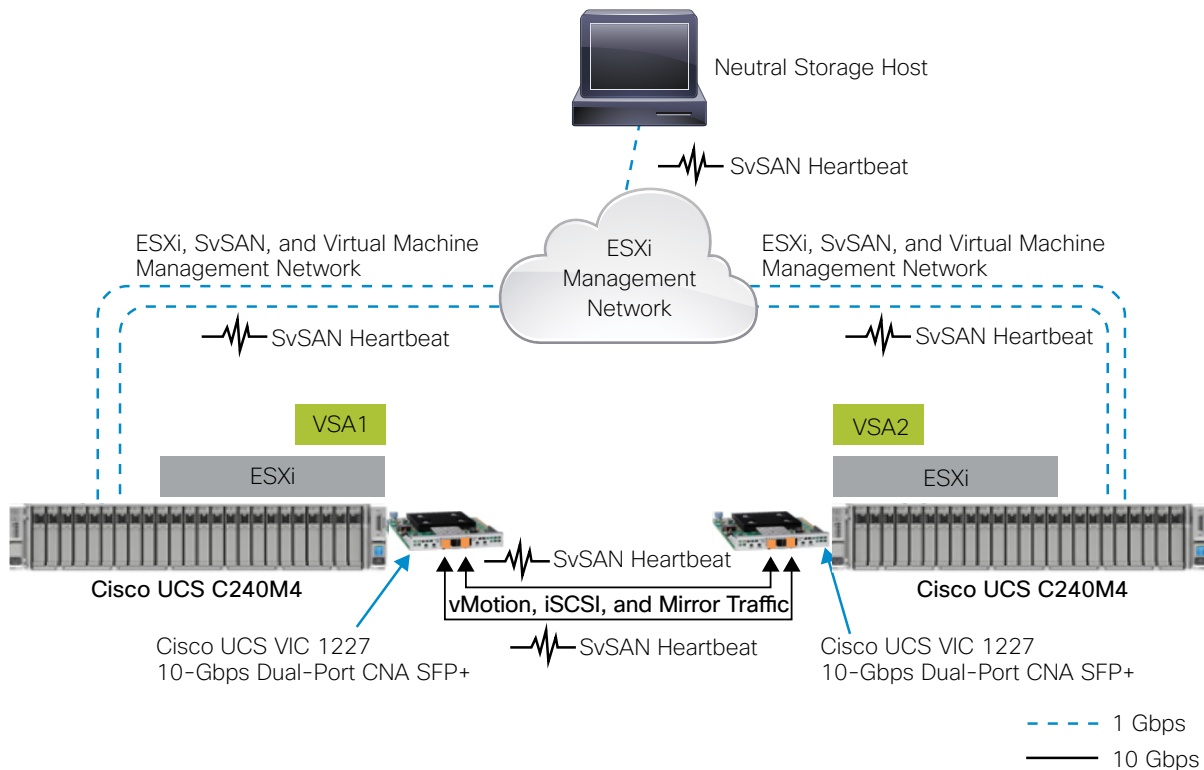 Neutral Storage Host
SvSAN Heartbeat
ESXi, SvSAN, and Virtual Machine
Management Network
ESXi
Management
Network
ESXi, SvSAN, and Virtual Machine
Management Network
SvSAN Heartbeat
SvSAN Heartbeat
VSA1
VSA2
ESXi
ESXi
Cisco UCS C240M4
SvSAN Heartbeat
Cisco UCS C240M4
vMotion, iSCSI, and Mirror Traffic
SvSAN Heartbeat
Cisco UCS VIC 1227
10-Gbps Dual-Port CNA SFP+
Cisco UCS VIC 1227
10-Gbps Dual-Port CNA SFP+
1 Gbps
10 Gbps